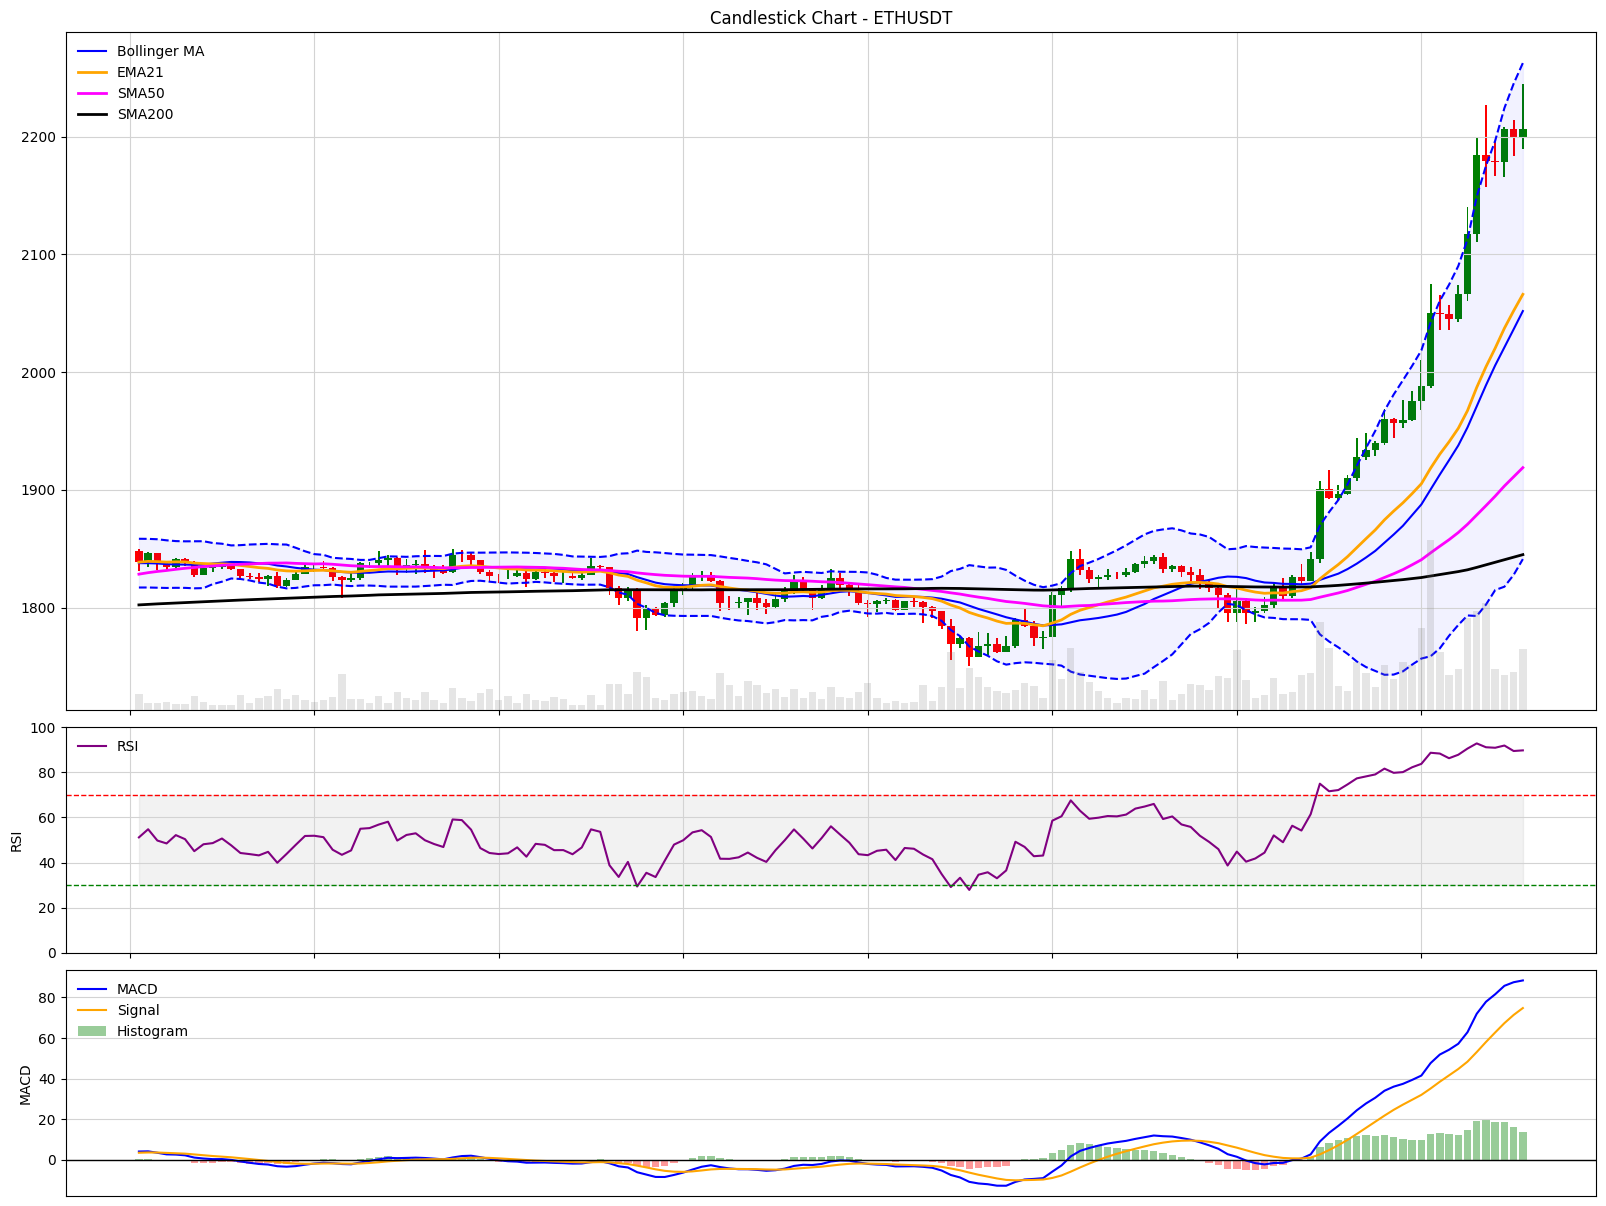 Candlestick Chart - ETHUSDT
Bollinger MA
EMA21
SMA50
SMA200
2200
2100
2000
1900
1800
100
80
60
40
20
0
RSI
RSI
80
60
40
20
0
MACD
MACD
Signal
Histogram